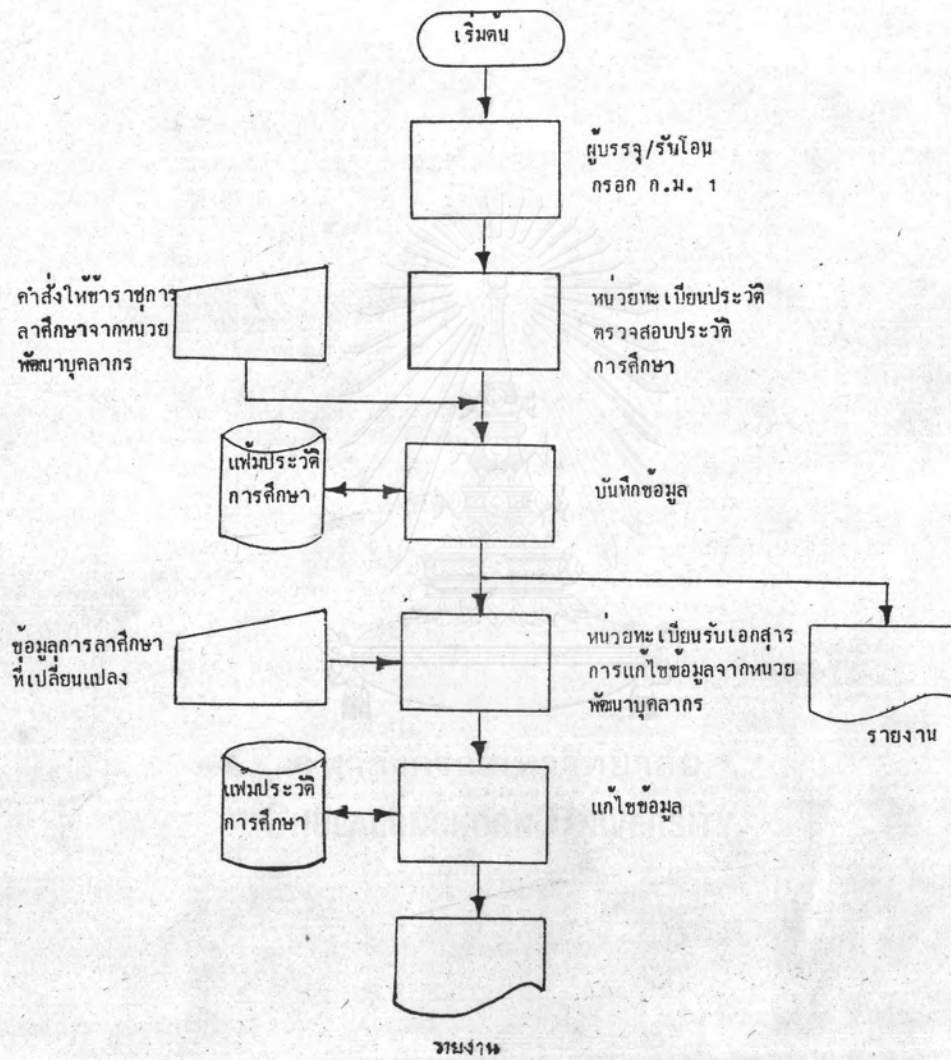 เริ่มต้น
ผู้บรรจุ/รับโอน
กรอก ก.ม. 1
คำสั่งให้ข้าราชการ
ลาศึกษาจากหน่วย
พัฒนาบุคลากร
หน่วยทะเบียนประวัติ
ตรวจสอบประวัติ
การศึกษา
แฟ้มประวัติ
การศึกษา
บันทึกข้อมูล
ข้อมูลการลาศึกษา
ที่เปลี่ยนแปลง
หน่วยทะเบียนรับเอกสาร
การแก้ไขข้อมูลจากหน่วย
พัฒนาบุคลากร
รายงาน
แฟ้มประวัติ
การศึกษา
แก้ไขข้อมูล
รายงาน